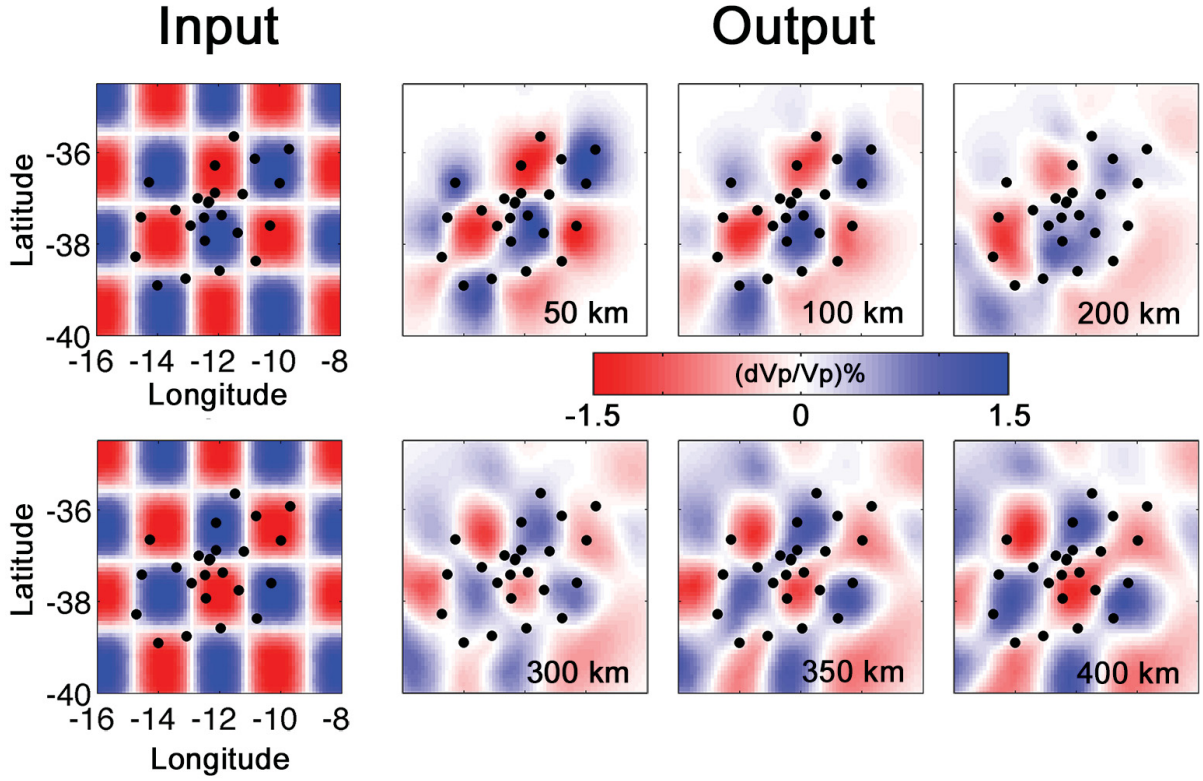 Input
Output
Latitude
-36
-38
-40
-16 -14 -12 -10 -8
Longitude
50 km
100 km
200 km
(dVp/Vp)%
-1.5 0 1.5
Latitude
-36
-38
-40
-16 -14 -12 -10 -8
Longitude
300 km
350 km
400 km